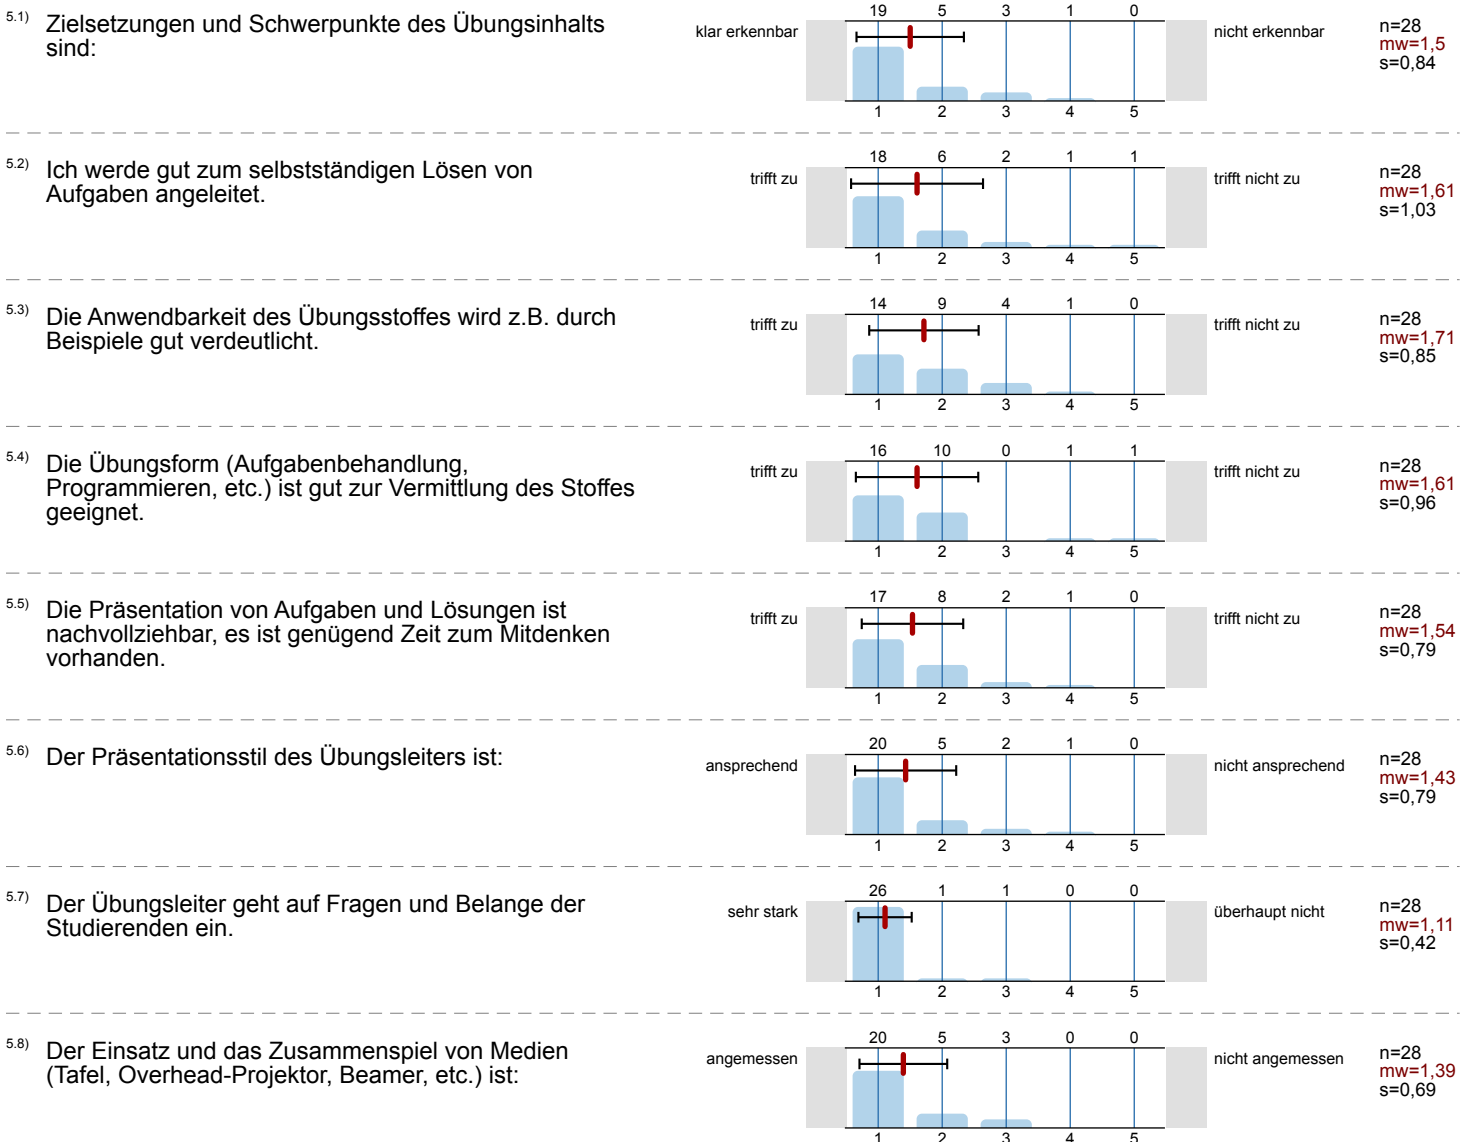 5.1) Zielsetzungen und Schwerpunkte des Übungsinhalts
sind:
klar erkennbar
19 5 3 1 0
1 2 3 4 5
nicht erkennbar
n=28
mw=1,5
s=0,84
5.2) Ich werde gut zum selbstständigen Lösen von
Aufgaben angeleitet.
trifft zu
18 6 2 1 1
1 2 3 4 5
trifft nicht zu
n=28
mw=1,61
s=1,03
5.3) Die Anwendbarkeit des Übungsstoffes wird z.B. durch
Beispiele gut verdeutlicht.
trifft zu
14 9 4 1 0
1 2 3 4 5
trifft nicht zu
n=28
mw=1,71
s=0,85
5.4) Die Übungsform (Aufgabenbehandlung,
Programmieren, etc.) ist gut zur Vermittlung des Stoffes
geeignet.
trifft zu
16 10 0 1 1
1 2 3 4 5
trifft nicht zu
n=28
mw=1,61
s=0,96
5.5) Die Präsentation von Aufgaben und Lösungen ist
nachvollziehbar, es ist genügend Zeit zum Mitdenken
vorhanden.
trifft zu
17 8 2 1 0
1 2 3 4 5
trifft nicht zu
n=28
mw=1,54
s=0,79
5.6) Der Präsentationsstil des Übungsleiters ist:
ansprechend
20 5 2 1 0
1 2 3 4 5
nicht ansprechend
n=28
mw=1,43
s=0,79
5.7) Der Übungsleiter geht auf Fragen und Belange der
Studierenden ein.
sehr stark
26 1 1 0 0
1 2 3 4 5
überhaupt nicht
n=28
mw=1,11
s=0,42
5.8) Der Einsatz und das Zusammenspiel von Medien
(Tafel, Overhead-Projektor, Beamer, etc.) ist:
angemessen
20 5 3 0 0
1 2 3 4 5
nicht angemessen
n=28
mw=1,39
s=0,69